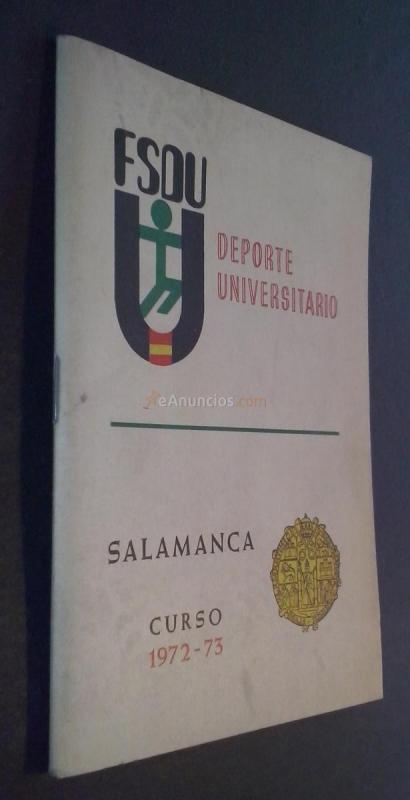 FSDU
DEPORTE
UNIVERSITARIO
eAnuncios.com
SALAMANCA
CURSO
1972-73